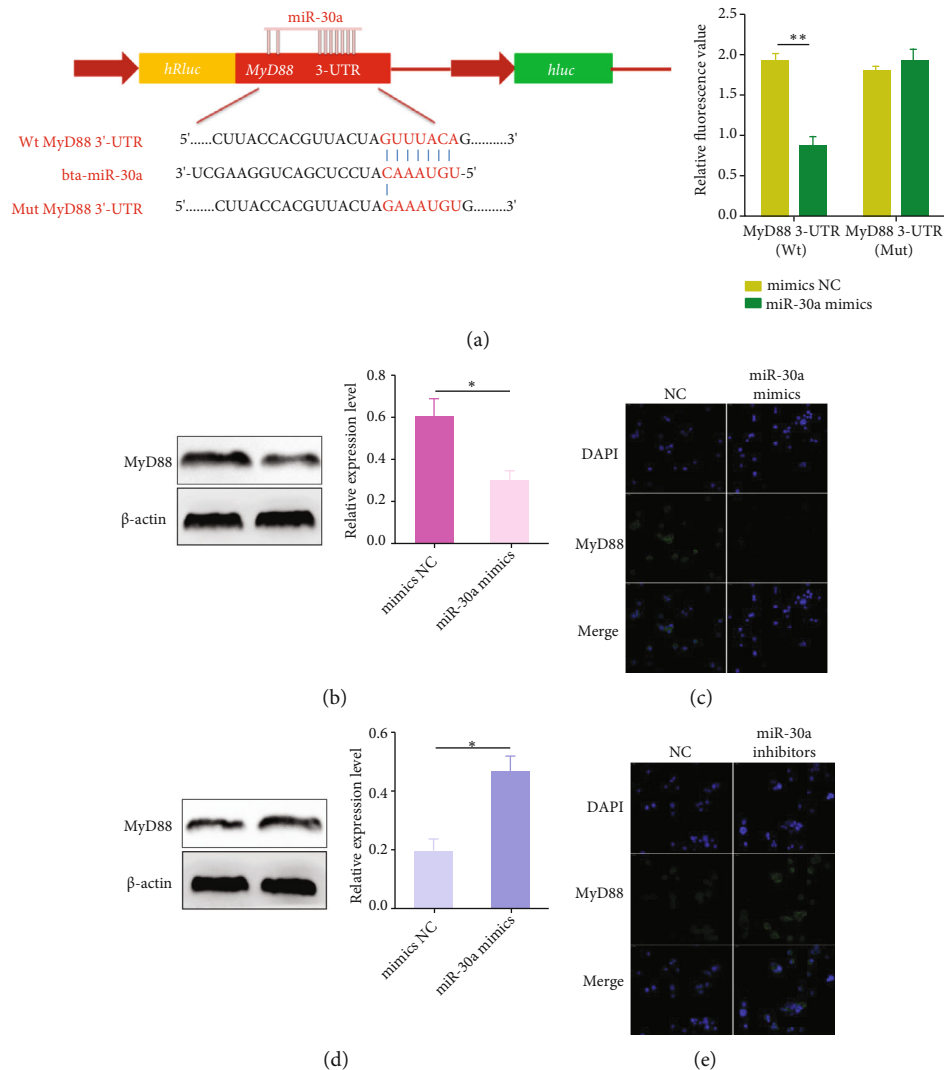 miR-30a
hRluc MyD88 3-UTR hluc
Wt MyD88 3'-UTR 5'......CUUACCACGUUACUAGUUUACAG.........3'
bta-miR-30a 3'-UCGAAGGUCAGCUCCUACAAAUGU-5'
Mut MyD88 3'-UTR 5'........CUUACCACGUUACUAGAAAUGUG.........3'
Relative fluorescence value
2.5
2.0
1.5
1.0
0.5
0.0
**
MyD88 3-UTR (Wt)
MyD88 3-UTR (Mut)
mimics NC
miR-30a mimics
(a)
MyD88
β-actin
Relative expression level
0.8
0.6
0.4
0.2
0.0
*
mimics NC
miR-30a mimics
(b)
NC
miR-30a
mimics
DAPI
MyD88
Merge
(c)
MyD88
β-actin
Relative expression level
0.6
0.4
0.2
0.0
*
mimics NC
miR-30a mimics
(d)
NC
miR-30a
inhibitors
DAPI
MyD88
Merge
(e)